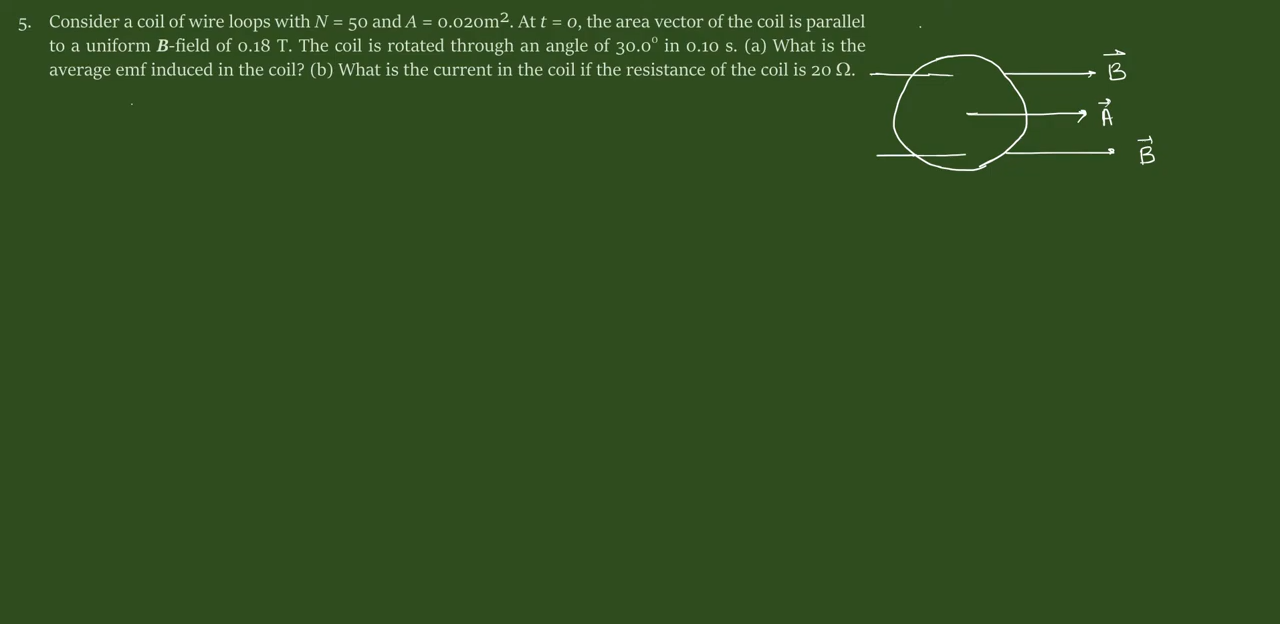 5. Consider a coil of wire loops with N = 50 and A = 0.020m². At t = 0, the area vector of the coil is parallel
to a uniform B-field of 0.18 T. The coil is rotated through an angle of 30.0° in 0.10 s. (a) What is the
average emf induced in the coil? (b) What is the current in the coil if the resistance of the coil is 20 Ω.
B⃗
A⃗
B⃗